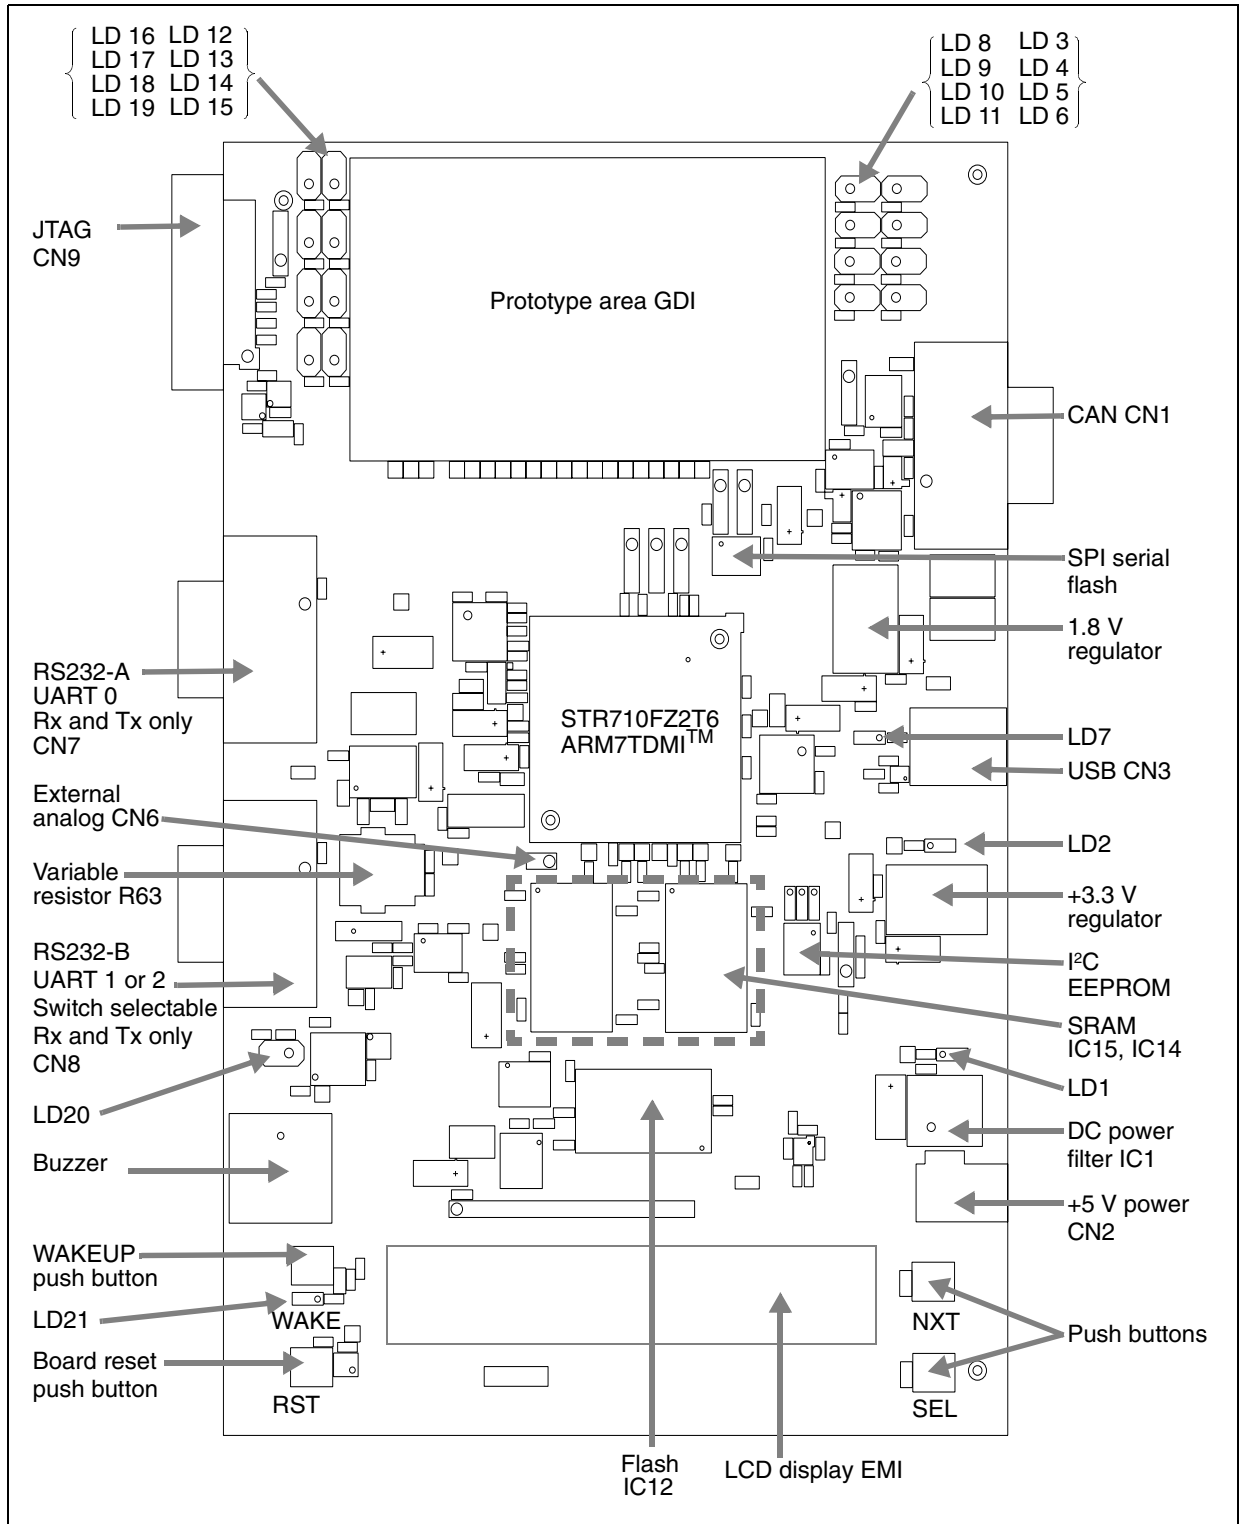 LD 16 LD 12
LD 17 LD 13
LD 18 LD 14
LD 19 LD 15
LD 8 LD 3
LD 9 LD 4
LD 10 LD 5
LD 11 LD 6
JTAG
CN9
Prototype area GDI
CAN CN1
SPI serial
flash
1.8 V
regulator
RS232-A
UART 0
Rx and Tx only
CN7
STR710FZ2T6
ARM7TDMI™
LD7
USB CN3
External
analog CN6
LD2
Variable
resistor R63
+3.3 V
regulator
RS232-B
UART 1 or 2
Switch selectable
Rx and Tx only
CN8
I²C
EEPROM
SRAM
IC15, IC14
LD1
LD20
DC power
filter IC1
Buzzer
+5 V power
CN2
WAKEUP
push button
LD21
WAKE
NXT
Push buttons
Board reset
push button
RST
SEL
Flash
IC12
LCD display EMI